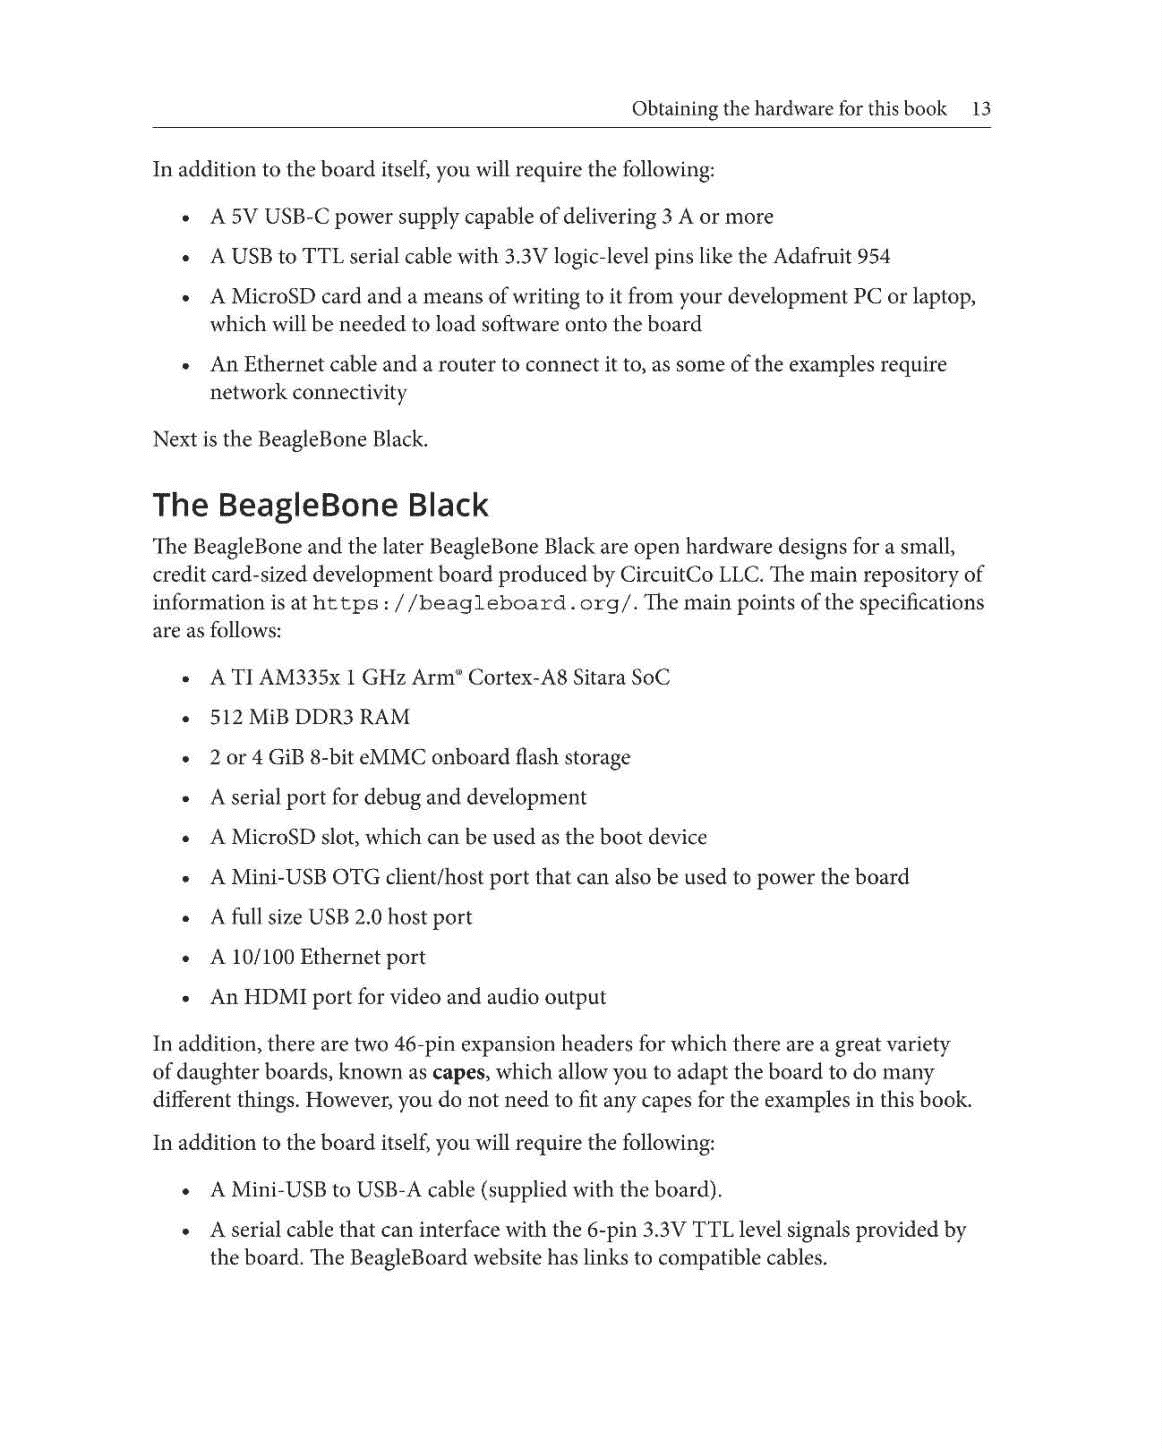 Obtaining the hardware for this book 13
In addition to the board itself, you will require the following:
• A 5V USB-C power supply capable of delivering 3 A or more
• A USB to TTL serial cable with 3.3V logic-level pins like the Adafruit 954
• A MicroSD card and a means of writing to it from your development PC or laptop,
which will be needed to load software onto the board
• An Ethernet cable and a router to connect it to, as some of the examples require
network connectivity
Next is the BeagleBone Black.
The BeagleBone Black
The BeagleBone and the later BeagleBone Black are open hardware designs for a small,
credit card-sized development board produced by CircuitCo LLC. The main repository of
information is at https://beagleboard.org/. The main points of the specifications
are as follows:
• A TI AM335x 1 GHz Arm® Cortex-A8 Sitara SoC
• 512 MiB DDR3 RAM
• 2 or 4 GiB 8-bit eMMC onboard flash storage
• A serial port for debug and development
• A MicroSD slot, which can be used as the boot device
• A Mini-USB OTG client/host port that can also be used to power the board
• A full size USB 2.0 host port
• A 10/100 Ethernet port
• An HDMI port for video and audio output
In addition, there are two 46-pin expansion headers for which there are a great variety
of daughter boards, known as capes, which allow you to adapt the board to do many
different things. However, you do not need to fit any capes for the examples in this book.
In addition to the board itself, you will require the following:
• A Mini-USB to USB-A cable (supplied with the board).
• A serial cable that can interface with the 6-pin 3.3V TTL level signals provided by
the board. The BeagleBoard website has links to compatible cables.